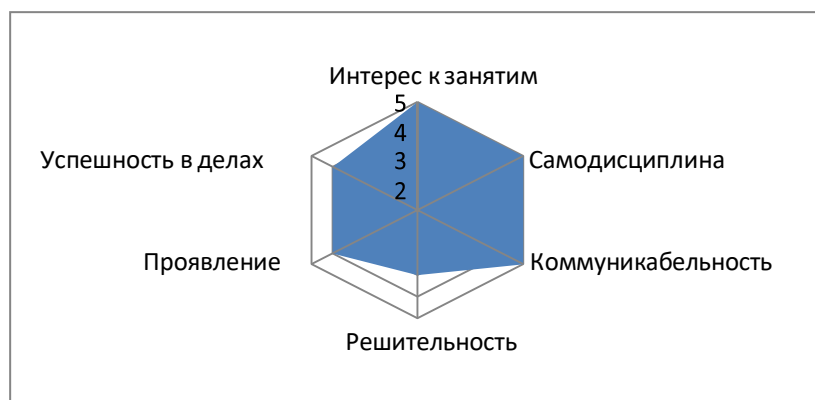 Интерес к занятим
5
4
3
2
Успешность в делах
Самодисциплина
Проявление
Коммуникабельность
Решительность